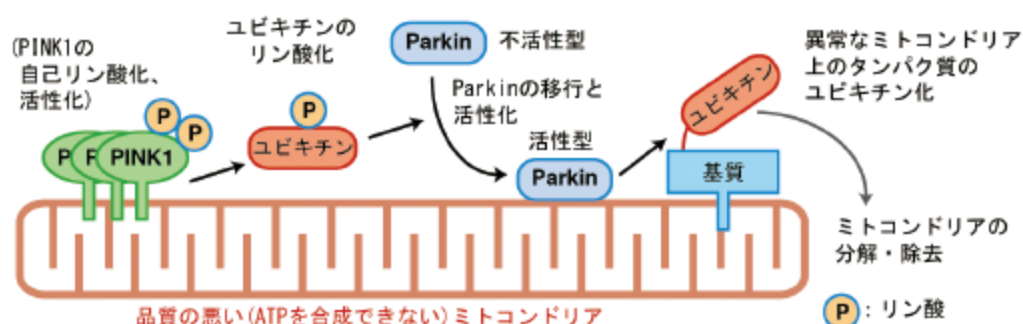 (PINK1の
自己リン酸化、
活性化)
P
P
P
F
PINK1
ユビキチンの
リン酸化
P
ユビキチン
Parkin
不活性型
Parkinの移行と
活性化
活性型
Parkin
ユビキチン
基質
異常なミトコンドリア
上のタンパク質の
ユビキチン化
ミトコンドリアの
分解・除去
品質の悪い(ATPを合成できない)ミトコンドリア
P : リン酸